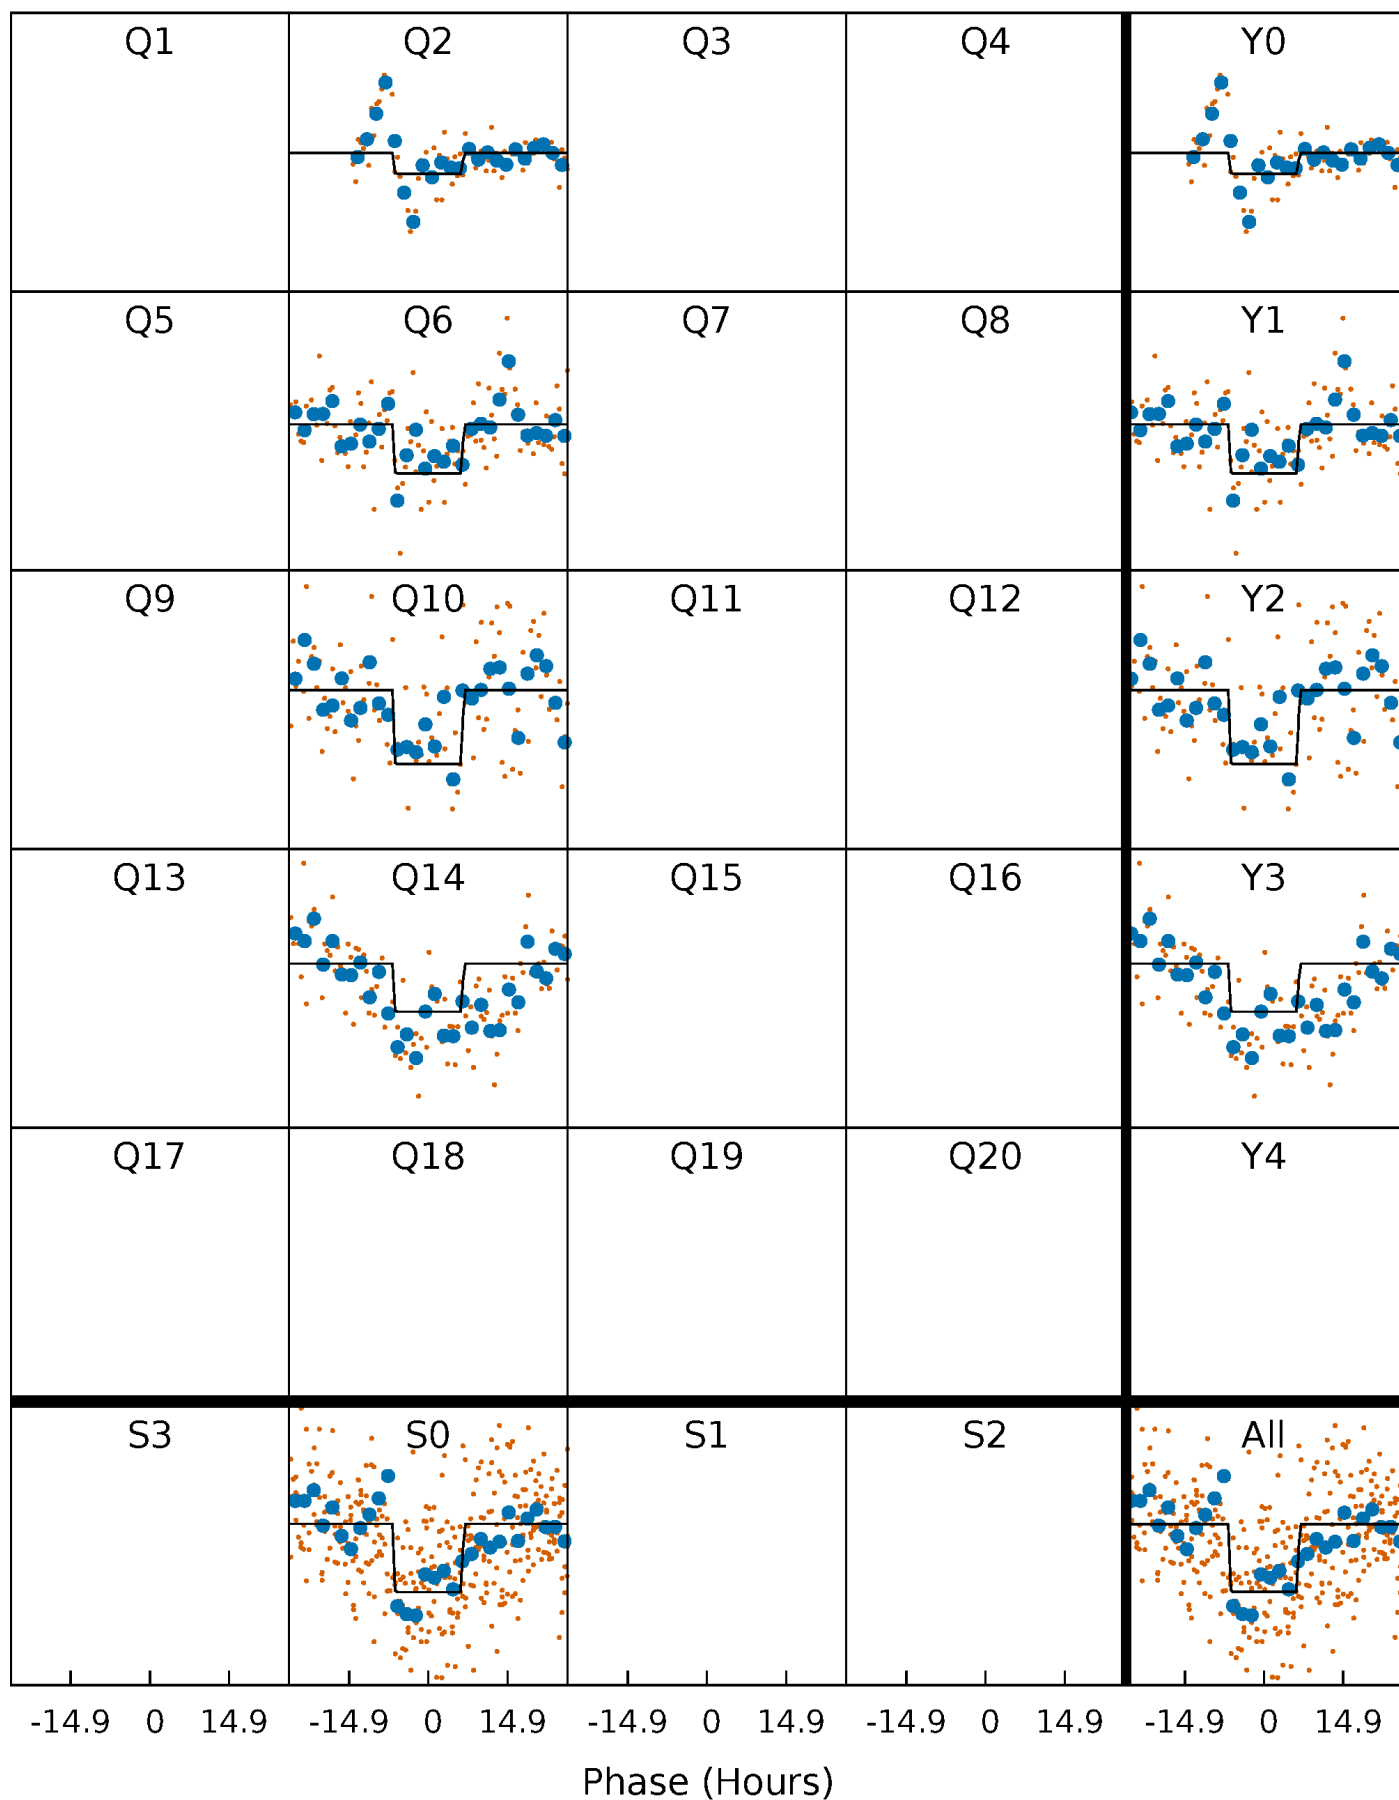 Q1 Q2 Q3 Q4 Y0
Q5 Q6 Q7 Q8 Y1
Q9 Q10 Q11 Q12 Y2
Q13 Q14 Q15 Q16 Y3
Q17 Q18 Q19 Q20 Y4
S3 S0 S1 S2 All
-14.9 0 14.9 -14.9 0 14.9 -14.9 0 14.9 -14.9 0 14.9 -14.9 0 14.9
Phase (Hours)